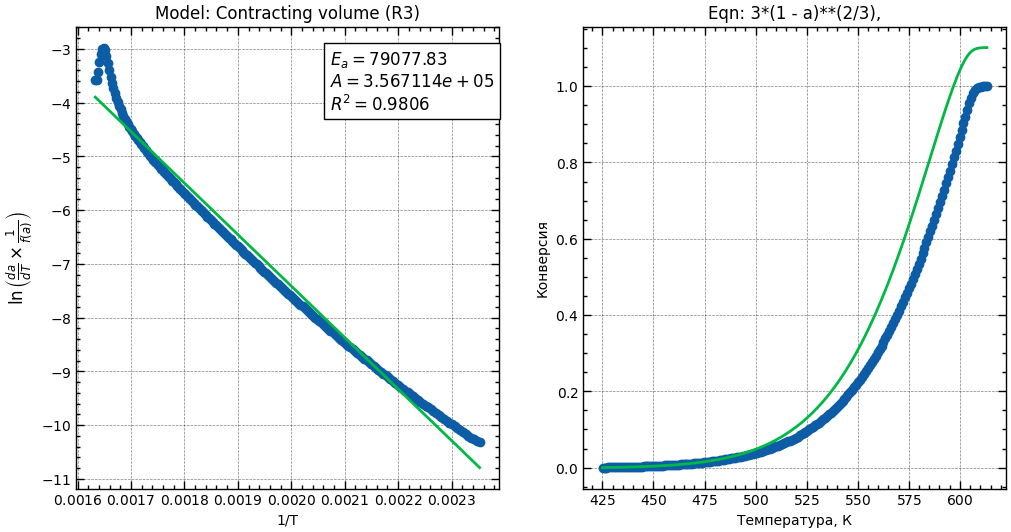 Model: Contracting volume (R3)
Eqn: 3*(1 - a)**(2/3),
E_a = 79077.83
A = 3.567114e + 05
R^2 = 0.9806
ln(da/dT × 1/f(a))
−3
−4
−5
−6
−7
−8
−9
−10
−11
0.0016 0.0017 0.0018 0.0019 0.0020 0.0021 0.0022 0.0023
1/T
Конверсия
1.0
0.8
0.6
0.4
0.2
0.0
425 450 475 500 525 550 575 600
Температура, К